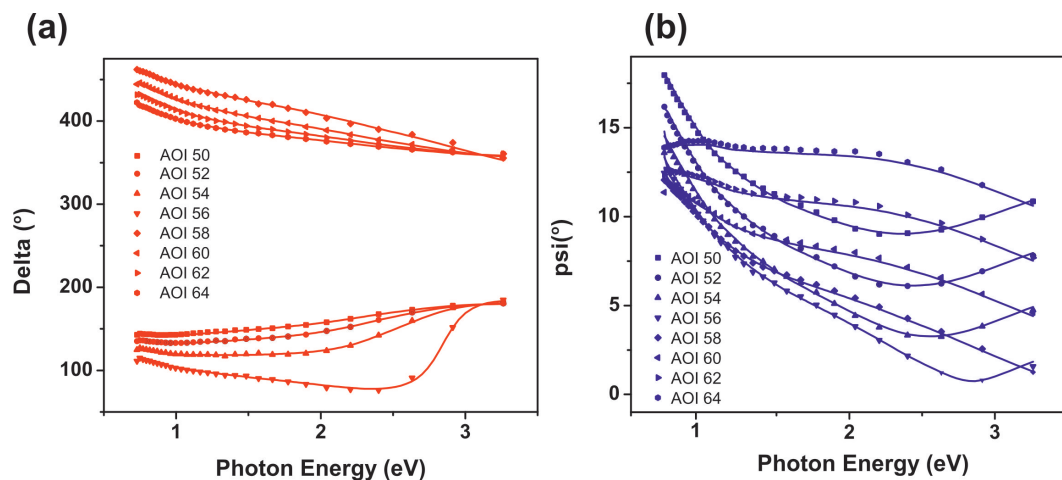 (a)
Delta (°)
400
300
200
100
AOI 50
AOI 52
AOI 54
AOI 56
AOI 58
AOI 60
AOI 62
AOI 64
1
2
3
Photon Energy (eV)
(b)
psi(°)
15
10
5
0
AOI 50
AOI 52
AOI 54
AOI 56
AOI 58
AOI 60
AOI 62
AOI 64
1
2
3
Photon Energy (eV)